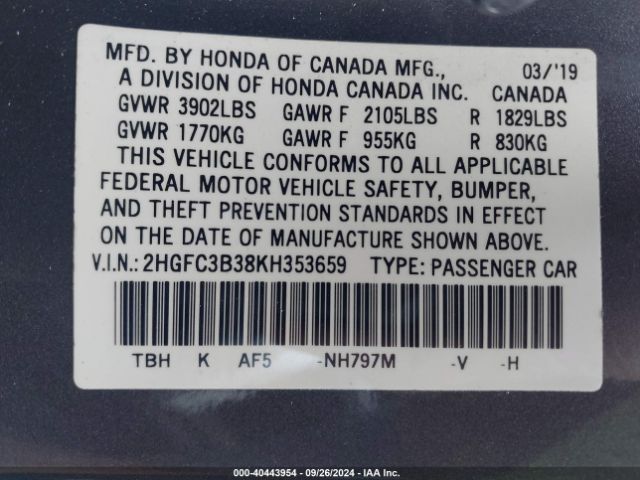 MFD. BY HONDA OF CANADA MFG., 03/'19
A DIVISION OF HONDA CANADA INC. CANADA
GVWR 3902LBS GAWR F 2105LBS R 1829LBS
GVWR 1770KG GAWR F 955KG R 830KG
THIS VEHICLE CONFORMS TO ALL APPLICABLE
FEDERAL MOTOR VEHICLE SAFETY, BUMPER,
AND THEFT PREVENTION STANDARDS IN EFFECT
ON THE DATE OF MANUFACTURE SHOWN ABOVE.
V.I.N.: 2HGFC3B38KH353659 TYPE: PASSENGER CAR
TBH K AF5 -NH797M -V -H
000-40443954 - 09/26/2024 - IAA Inc.